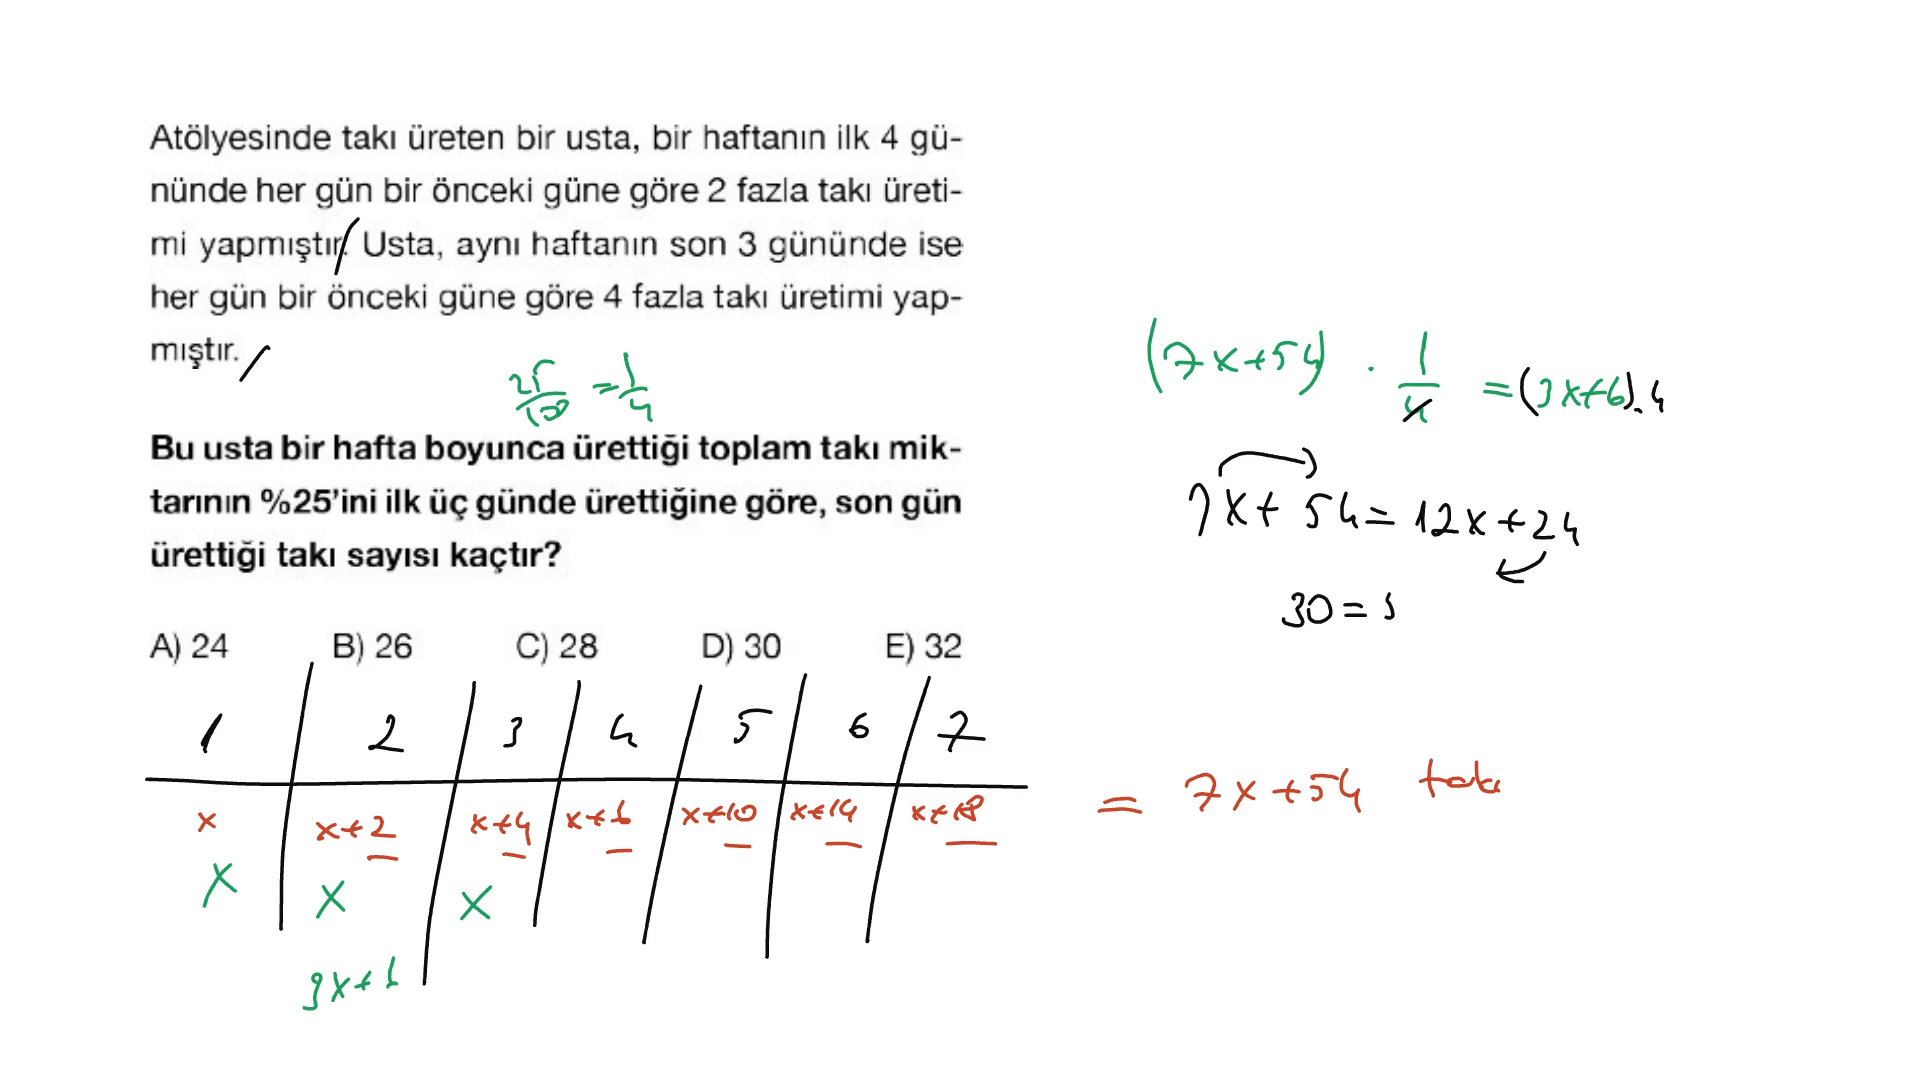 Atölyesinde takı üreten bir usta, bir haftanın ilk 4 gü-
nünde her gün bir önceki güne göre 2 fazla takı üreti-
mi yapmıştır. Usta, aynı haftanın son 3 gününde ise
her gün bir önceki güne göre 4 fazla takı üretimi yap-
mıştır.
25/100 = 1/4
Bu usta bir hafta boyunca ürettiği toplam takı mik-
tarının %25'ini ilk üç günde ürettiğine göre, son gün
ürettiği takı sayısı kaçtır?
A) 24 B) 26 C) 28 D) 30 E) 32
1 2 3 4 5 6 7
x x+2 x+4 x+6 x+10 x+14 x+18
x x x
3x+6
(7x+54) . 1/4 = (3x+6).4
7x+54=12x+24
30=5
= 7x+54 takı